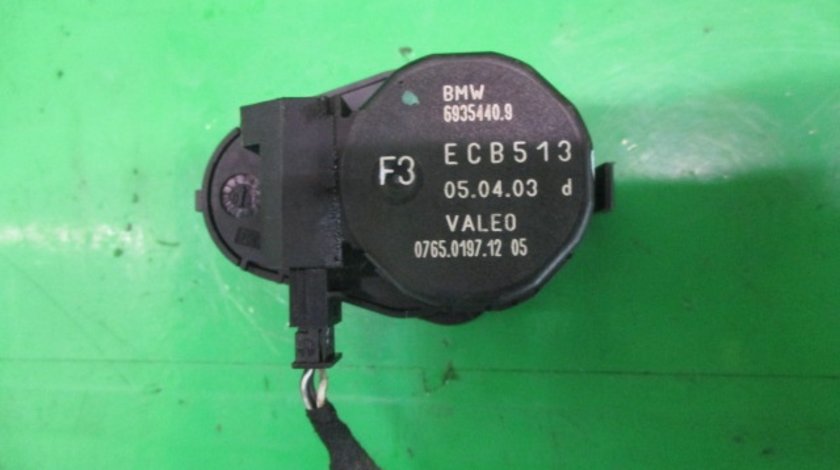 BMW
6935440.9
F3
ECB513
05.04.03 d
VALEO
0765.0197.12 05